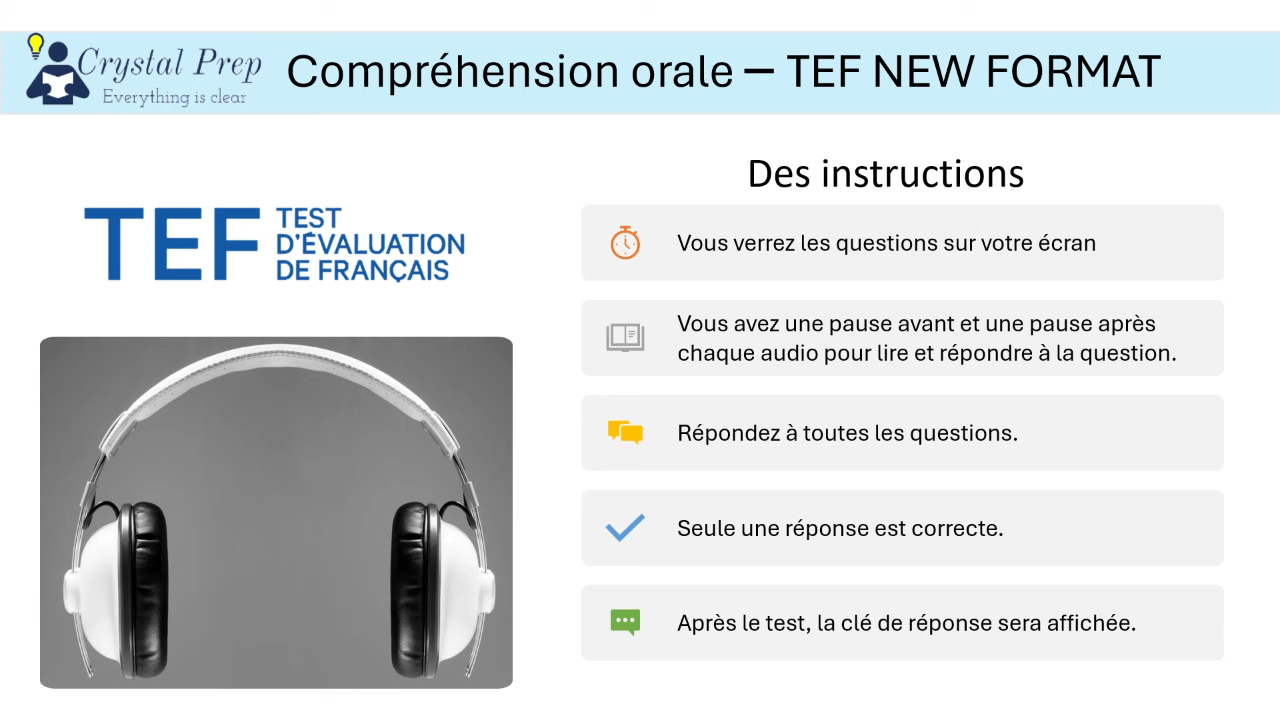 Crystal Prep
Everything is clear
Compréhension orale – TEF NEW FORMAT
TEF
TEST
D'ÉVALUATION
DE FRANÇAIS
Des instructions
Vous verrez les questions sur votre écran
Vous avez une pause avant et une pause après
chaque audio pour lire et répondre à la question.
Répondez à toutes les questions.
Seule une réponse est correcte.
Après le test, la clé de réponse sera affichée.